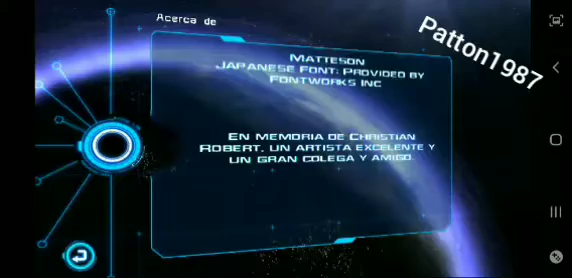 Acerca de
Patton1987
Matteson
Japanese Font: Provided by
Fontworks Inc
En memoria de Christian
Robert, un artista excelente y
un gran colega y amigo.